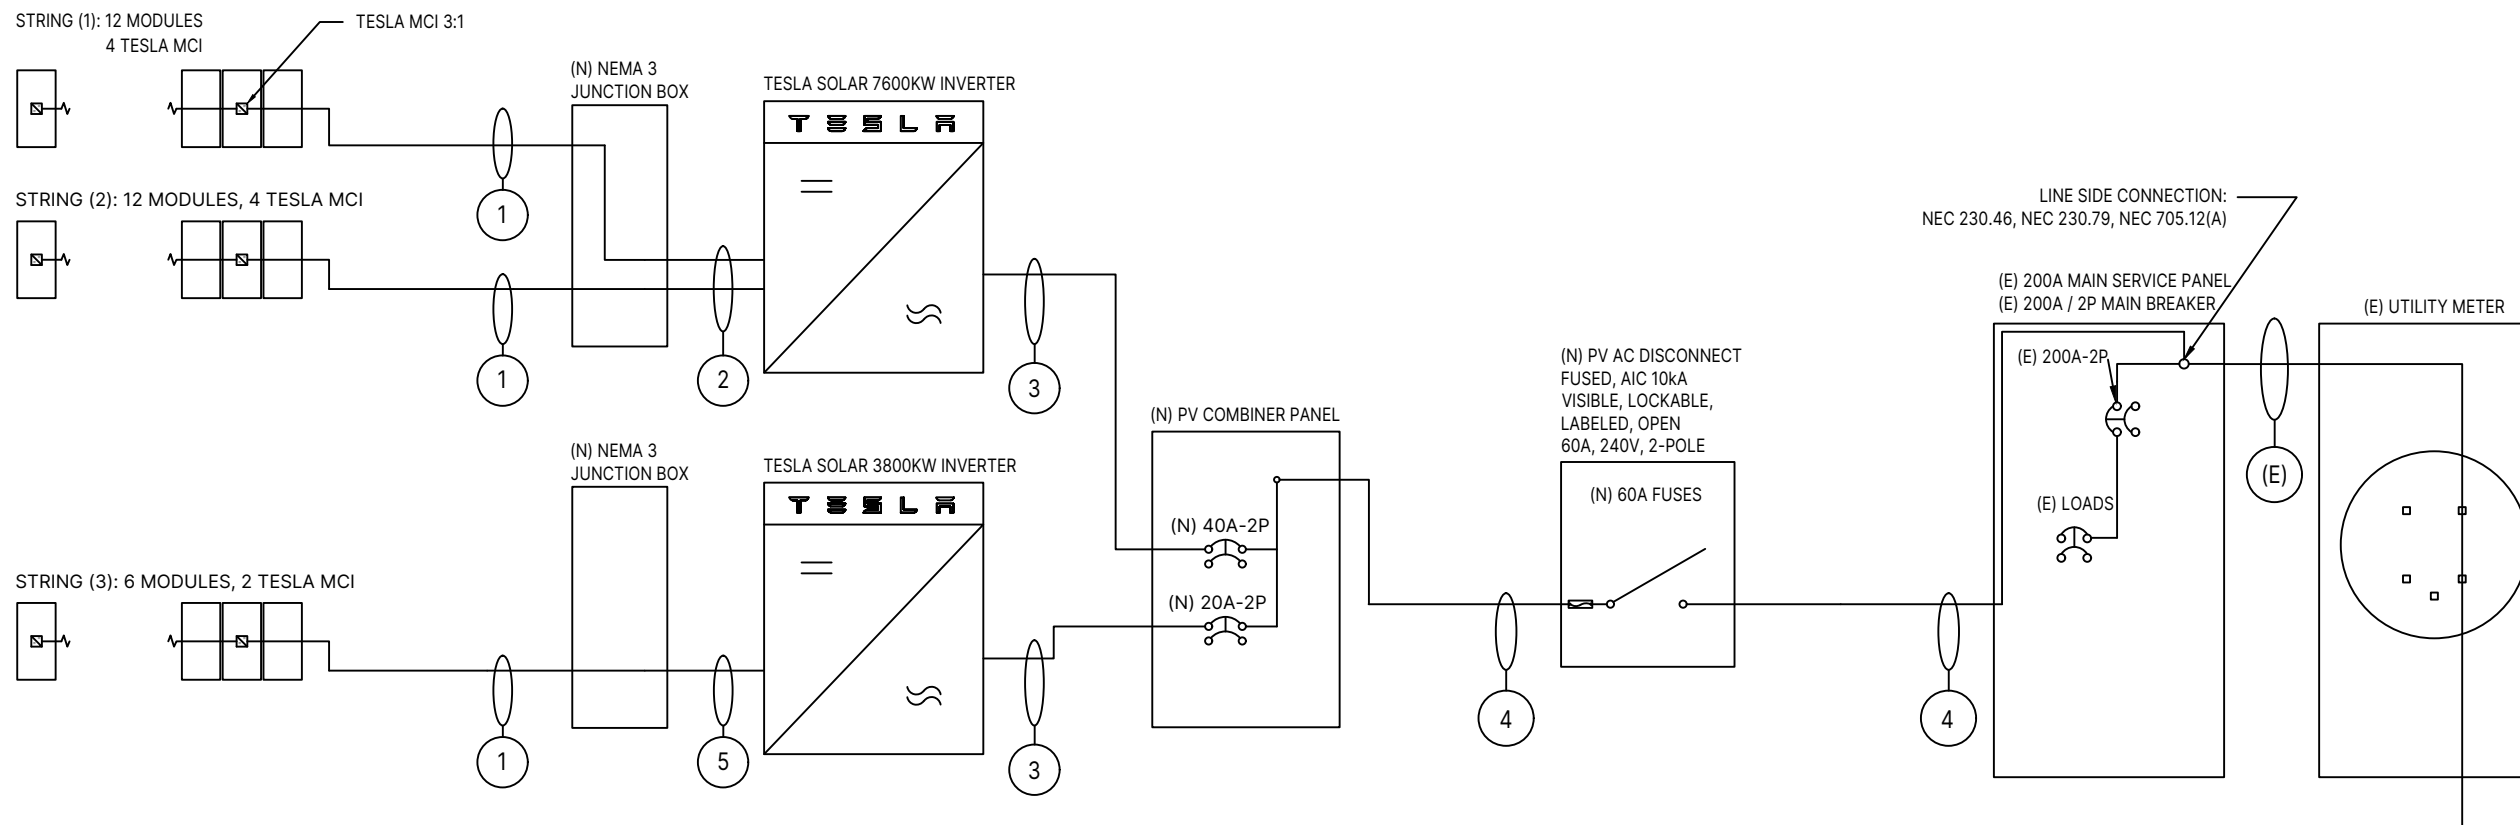 STRING (1): 12 MODULES
4 TESLA MCI
TESLA MCI 3:1
(N) NEMA 3
JUNCTION BOX
TESLA SOLAR 7600KW INVERTER
TESLA
1
STRING (2): 12 MODULES, 4 TESLA MCI
1
2
3
LINE SIDE CONNECTION:
NEC 230.46, NEC 230.79, NEC 705.12(A)
(E) 200A MAIN SERVICE PANEL
(E) 200A / 2P MAIN BREAKER
(E) UTILITY METER
(E) 200A-2P
(E)
(E) LOADS
(N) PV AC DISCONNECT
FUSED, AIC 10kA
VISIBLE, LOCKABLE,
LABELED, OPEN
60A, 240V, 2-POLE
(N) 60A FUSES
(N) PV COMBINER PANEL
(N) 40A-2P
(N) 20A-2P
(N) NEMA 3
JUNCTION BOX
TESLA SOLAR 3800KW INVERTER
TESLA
STRING (3): 6 MODULES, 2 TESLA MCI
1
5
3
4
4